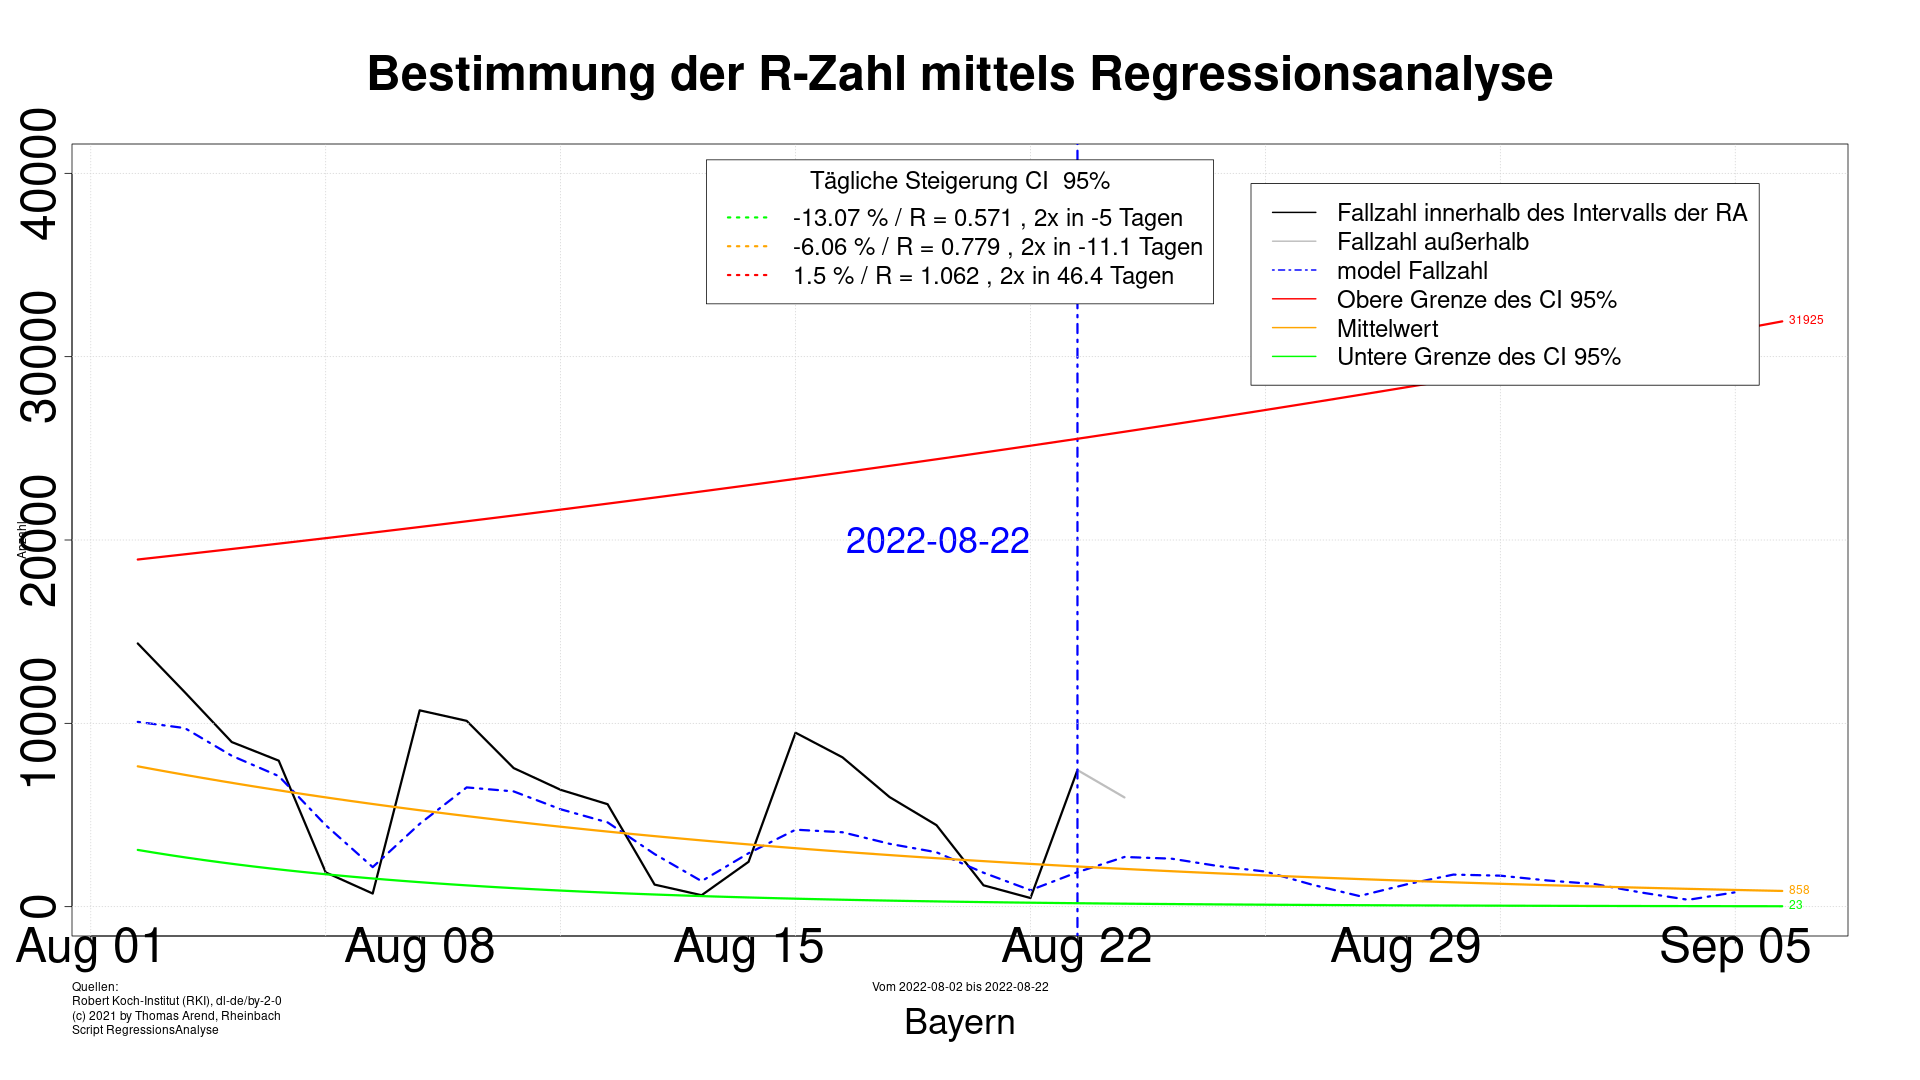 Bestimmung der R-Zahl mittels Regressionsanalyse
40000
30000
20000
10000
0
Anzahl
Tägliche Steigerung CI  95%
-13.07 % / R = 0.571 , 2x in -5 Tagen
-6.06 % / R = 0.779 , 2x in -11.1 Tagen
1.5 % / R = 1.062 , 2x in 46.4 Tagen
Fallzahl innerhalb des Intervalls der RA
Fallzahl außerhalb
model Fallzahl
Obere Grenze des CI 95%
Mittelwert
Untere Grenze des CI 95%
31925
2022-08-22
858
23
Aug 01 Aug 08 Aug 15 Aug 22 Aug 29 Sep 05
Quellen:
Robert Koch-Institut (RKI), dl-de/by-2-0
(c) 2021 by Thomas Arend, Rheinbach
Script RegressionsAnalyse
Vom 2022-08-02 bis 2022-08-22
Bayern